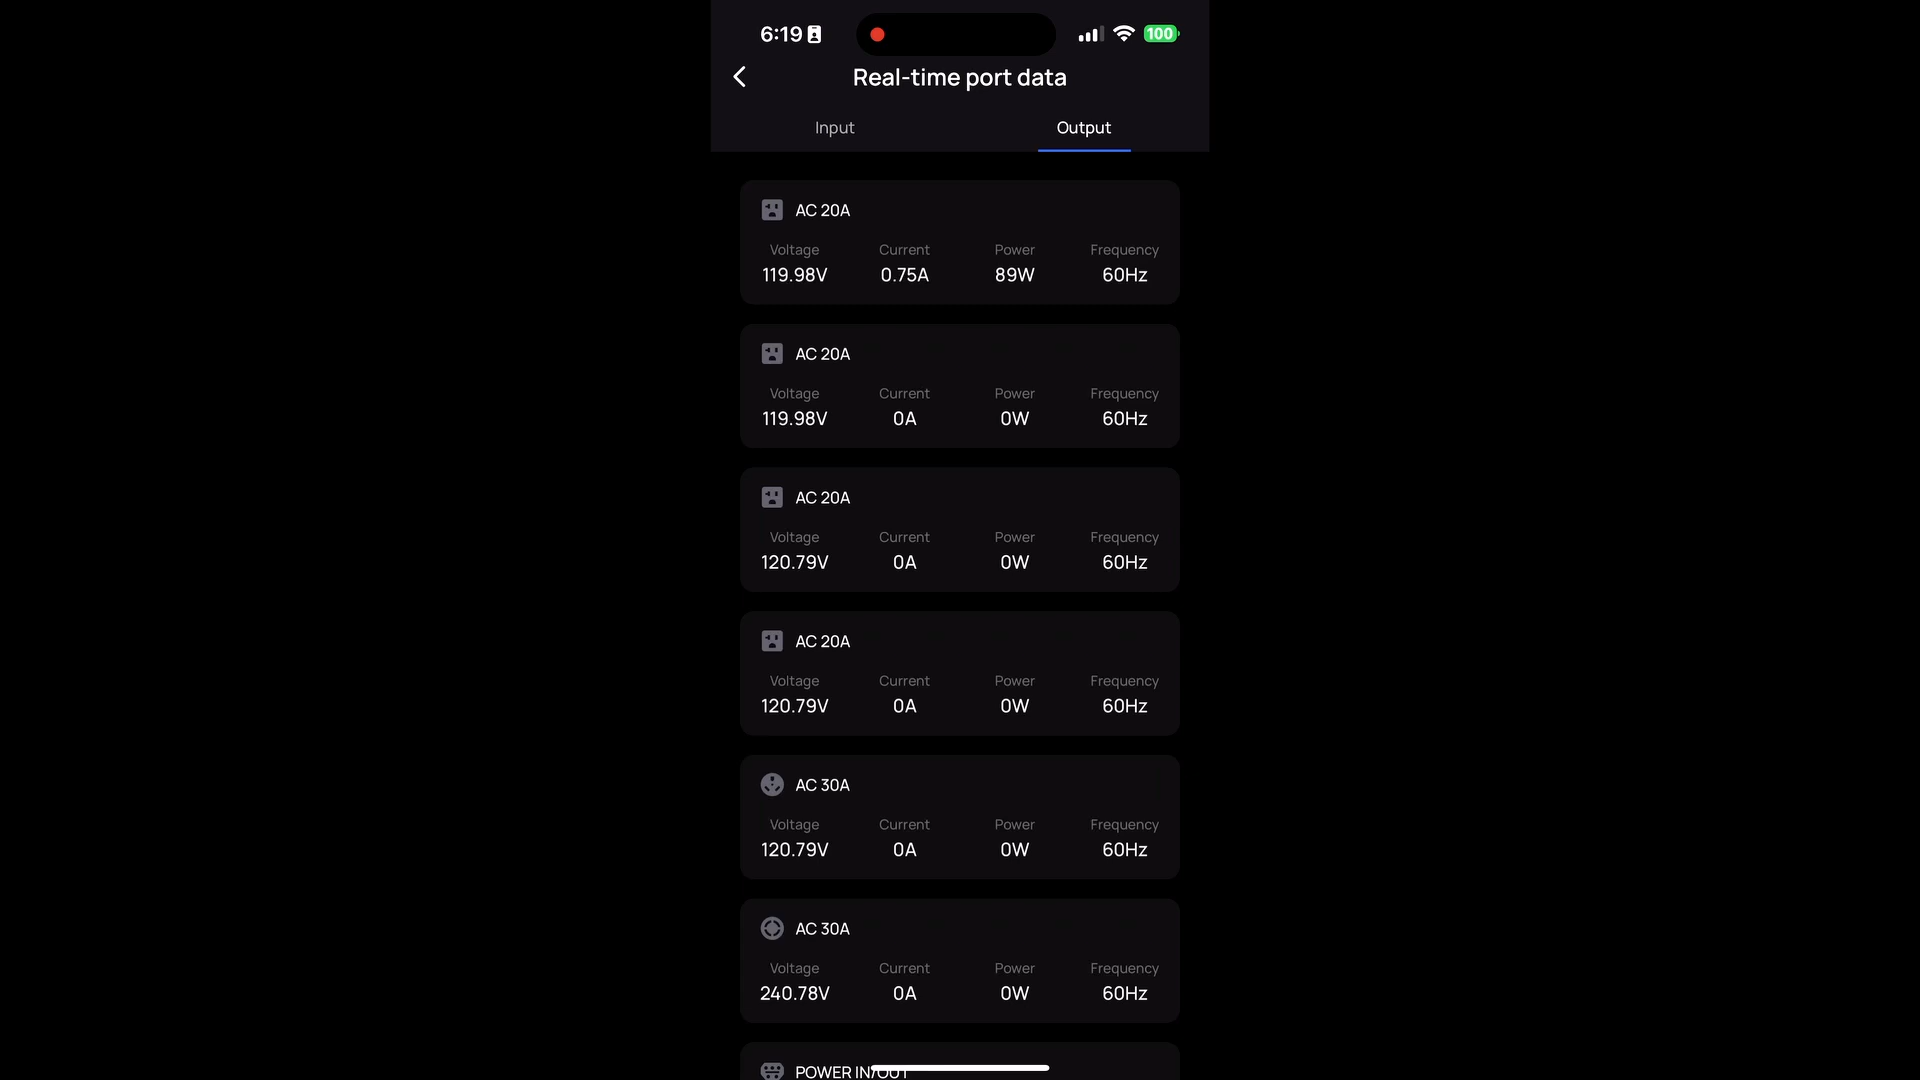 6:19
100
Real-time port data
Input Output
AC 20A
Voltage Current Power Frequency
119.98V 0.75A 89W 60Hz
AC 20A
Voltage Current Power Frequency
119.98V 0A 0W 60Hz
AC 20A
Voltage Current Power Frequency
120.79V 0A 0W 60Hz
AC 20A
Voltage Current Power Frequency
120.79V 0A 0W 60Hz
AC 30A
Voltage Current Power Frequency
120.79V 0A 0W 60Hz
AC 30A
Voltage Current Power Frequency
240.78V 0A 0W 60Hz
POWER IN/OUT